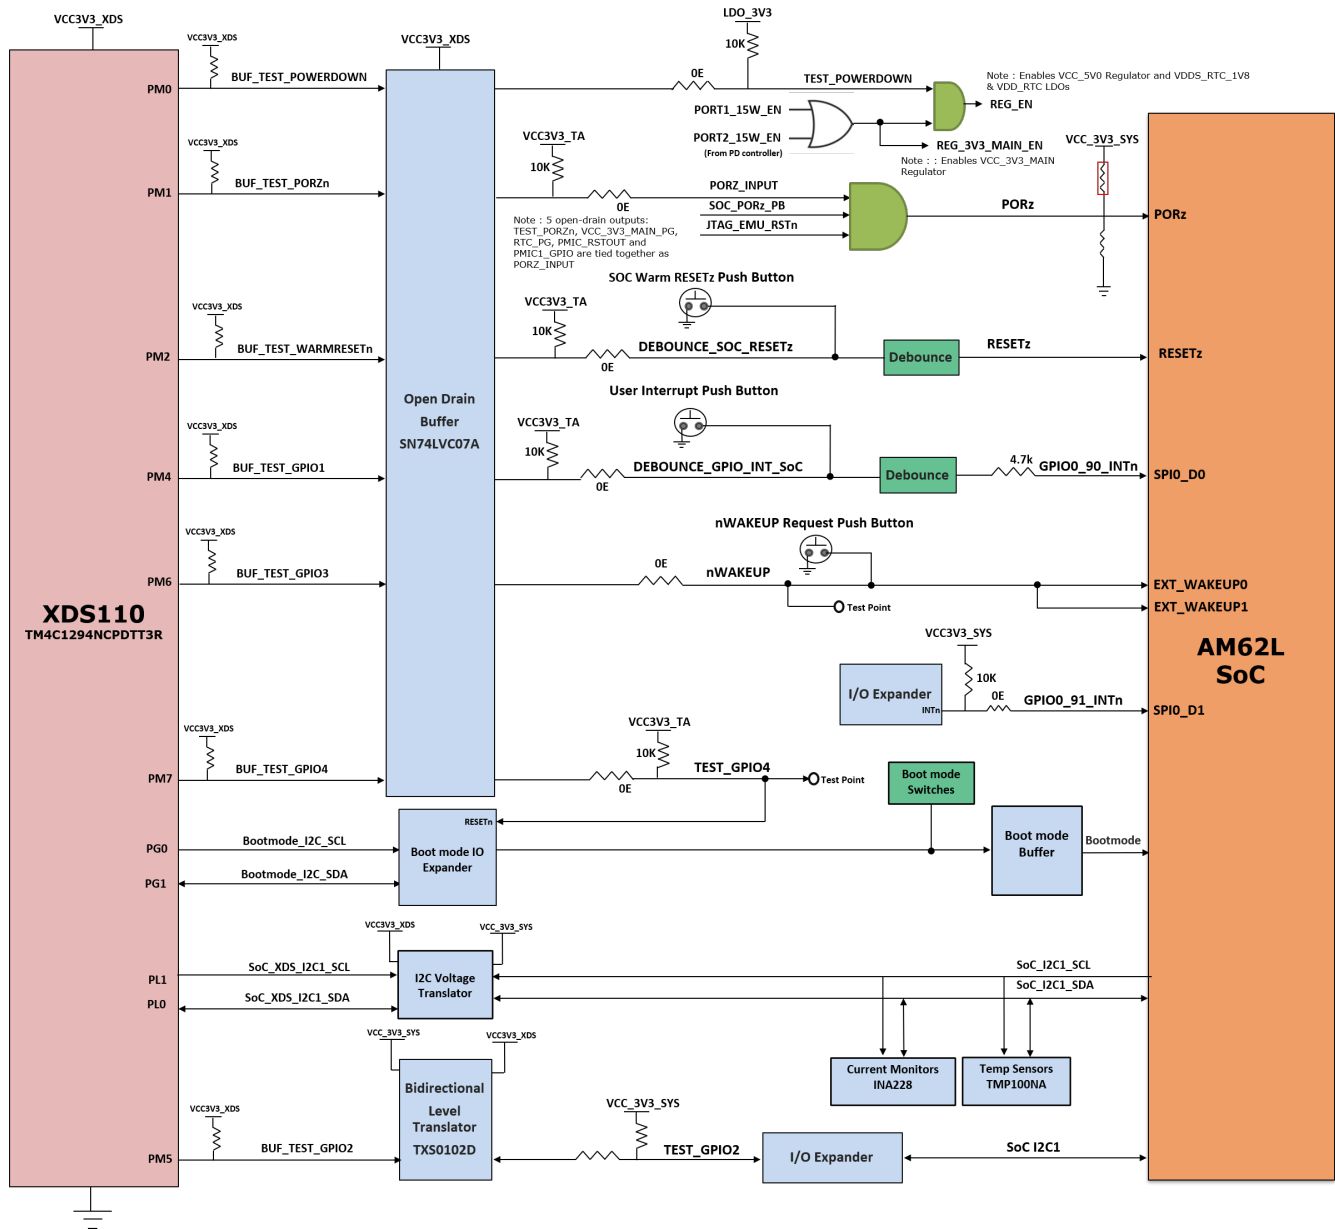 VCC3V3_XDS
XDS110
TM4C1294NCPDTT3R
PM0
VCC3V3_XDS
BUF_TEST_POWERDOWN
PM1
VCC3V3_XDS
BUF_TEST_PORZn
PM2
VCC3V3_XDS
BUF_TEST_WARMRESETn
PM4
VCC3V3_XDS
BUF_TEST_GPIO1
PM6
VCC3V3_XDS
BUF_TEST_GPIO3
PM7
VCC3V3_XDS
BUF_TEST_GPIO4
PG0
Bootmode_I2C_SCL
PG1
Bootmode_I2C_SDA
PL1
SoC_XDS_I2C1_SCL
PL0
SoC_XDS_I2C1_SDA
PM5
VCC3V3_XDS
BUF_TEST_GPIO2
VCC3V3_XDS
Open Drain
Buffer
SN74LVC07A
LDO_3V3
10K
0E
TEST_POWERDOWN
PORT1_15W_EN
PORT2_15W_EN
(From PD controller)
Note : Enables VCC_5V0 Regulator and VDDS_RTC_1V8
& VDD_RTC LDOs
REG_EN
REG_3V3_MAIN_EN
Note : : Enables VCC_3V3_MAIN
Regulator
VCC3V3_TA
10K
0E
PORZ_INPUT
SOC_PORz_PB
JTAG_EMU_RSTn
Note : 5 open-drain outputs:
TEST_PORZn, VCC_3V3_MAIN_PG,
RTC_PG, PMIC_RSTOUT and
PMIC1_GPIO are tied together as
PORZ_INPUT
VCC_3V3_SYS
PORz
PORz
SOC Warm RESETz Push Button
VCC3V3_TA
10K
0E
DEBOUNCE_SOC_RESETz
Debounce
RESETz
RESETz
User Interrupt Push Button
VCC3V3_TA
10K
0E
DEBOUNCE_GPIO_INT_SoC
Debounce
4.7k
GPIO0_90_INTn
SPI0_D0
nWAKEUP Request Push Button
0E
nWAKEUP
Test Point
EXT_WAKEUP0
EXT_WAKEUP1
AM62L
SoC
VCC3V3_SYS
10K
I/O Expander
INTn
0E
GPIO0_91_INTn
SPI0_D1
VCC3V3_TA
10K
0E
TEST_GPIO4
Test Point
Boot mode
Switches
RESETn
Boot mode IO
Expander
Boot mode
Buffer
Bootmode
VCC3V3_XDS
VCC_3V3_SYS
I2C Voltage
Translator
SoC_I2C1_SCL
SoC_I2C1_SDA
Current Monitors
INA228
Temp Sensors
TMP100NA
VCC_3V3_SYS
VCC3V3_XDS
Bidirectional
Level
Translator
TXS0102D
VCC_3V3_SYS
TEST_GPIO2
I/O Expander
SoC I2C1